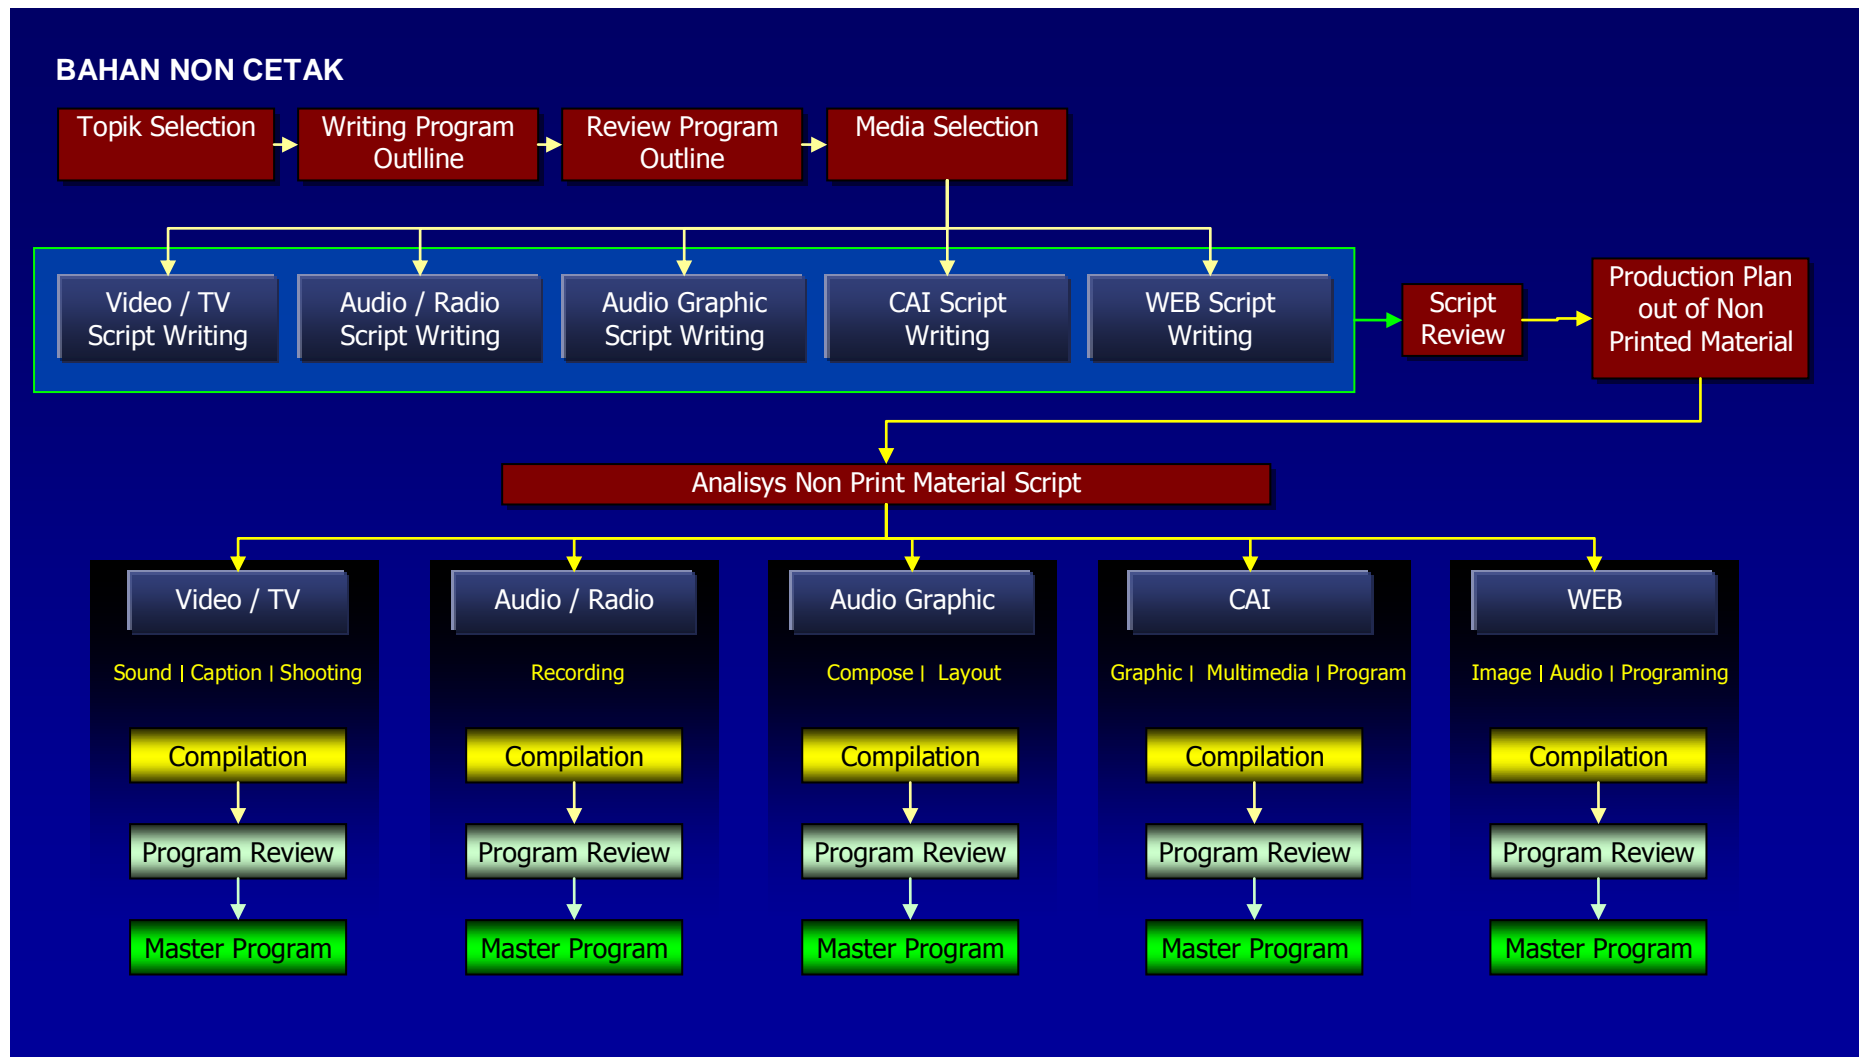 BAHAN NON CETAK
Topik Selection
Writing Program
Outlline
Review Program
Outline
Media Selection
Video / TV
Script Writing
Audio / Radio
Script Writing
Audio Graphic
Script Writing
CAI Script
Writing
WEB Script
Writing
Script
Review
Production Plan
out of Non
Printed Material
Analisys Non Print Material Script
Video / TV
Audio / Radio
Audio Graphic
CAI
WEB
Sound | Caption | Shooting
Recording
Compose | Layout
Graphic | Multimedia | Program
Image | Audio | Programing
Compilation
Compilation
Compilation
Compilation
Compilation
Program Review
Program Review
Program Review
Program Review
Program Review
Master Program
Master Program
Master Program
Master Program
Master Program